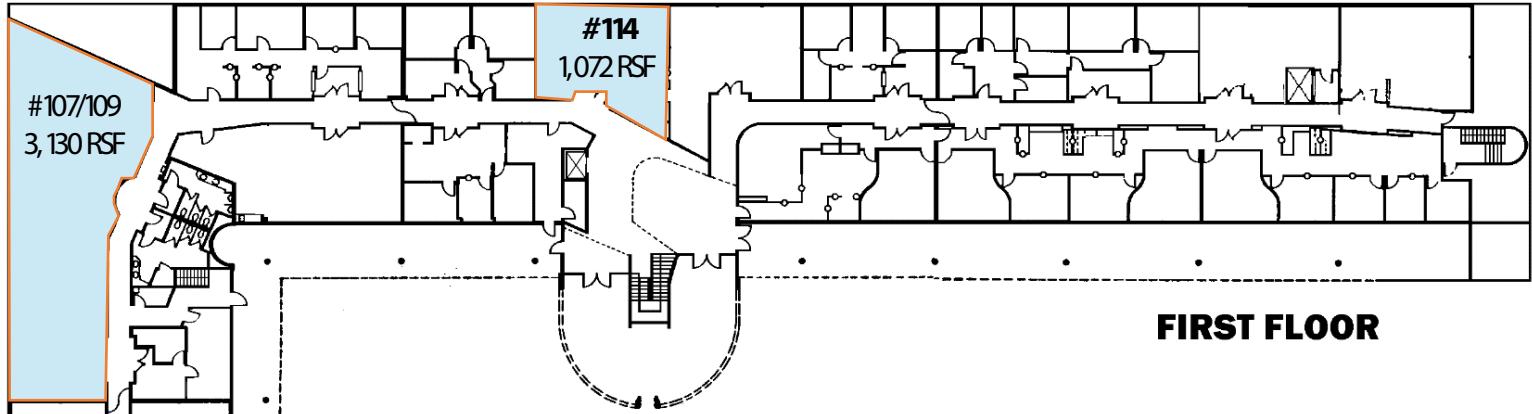 #114
1,072 RSF
#107/109
3, 130 RSF
FIRST FLOOR